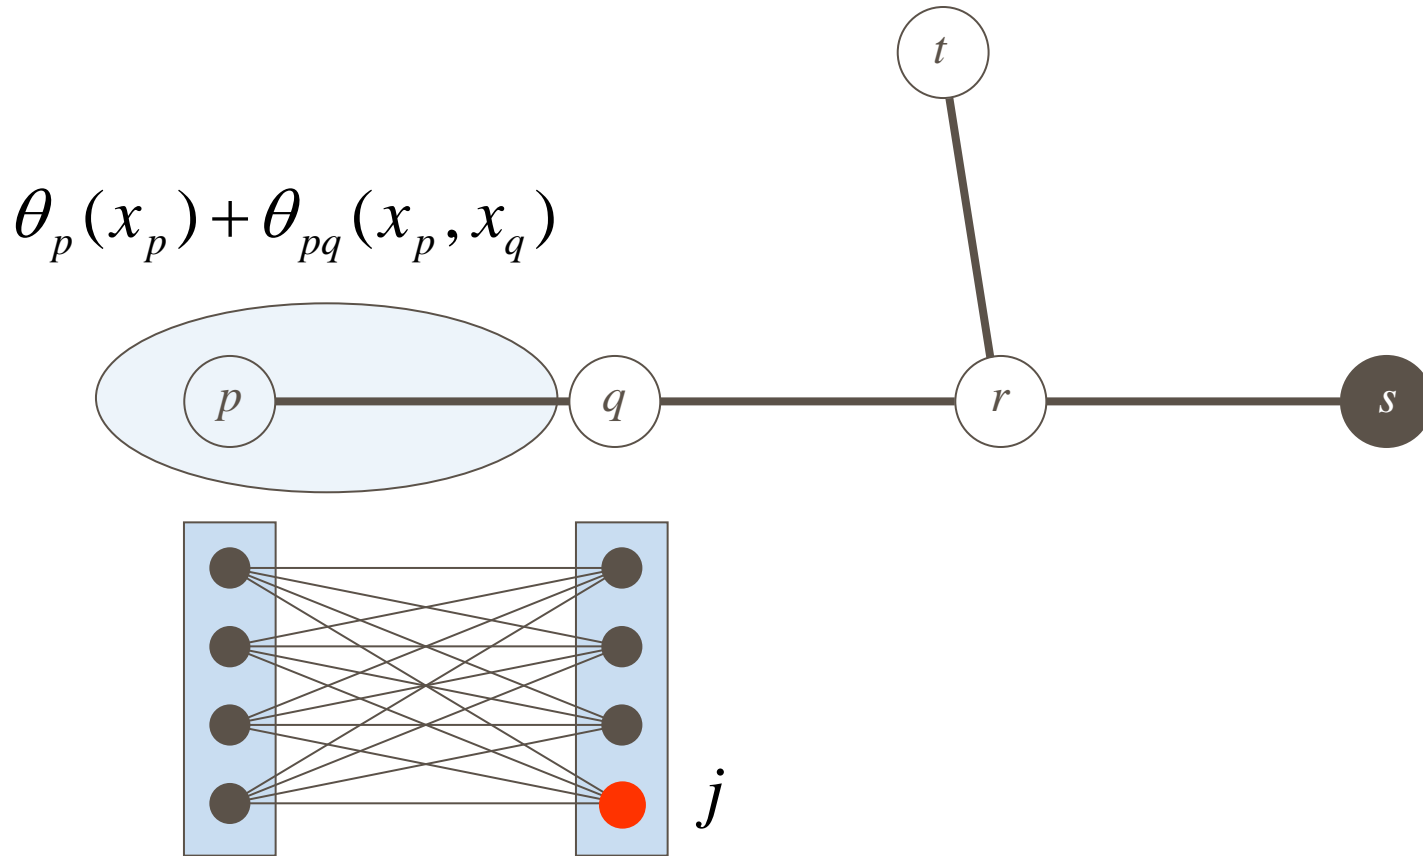 t
θ_p(x_p) + θ_pq(x_p, x_q)
p q r s
j